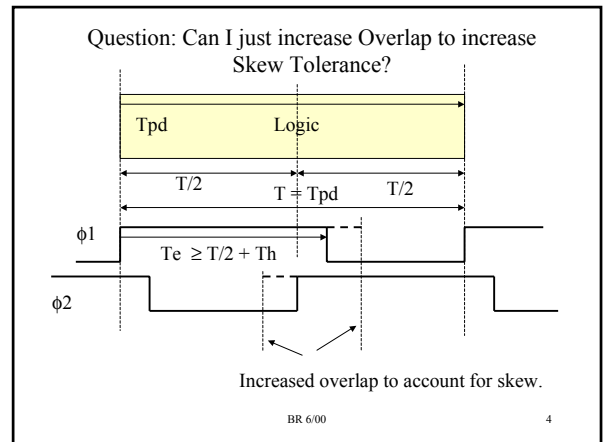 Question: Can I just increase Overlap to increase
Skew Tolerance?
Tpd Logic
T/2 T/2
T = Tpd
ϕ1
Te ≥ T/2 + Th
ϕ2
Increased overlap to account for skew.
BR 6/00 4